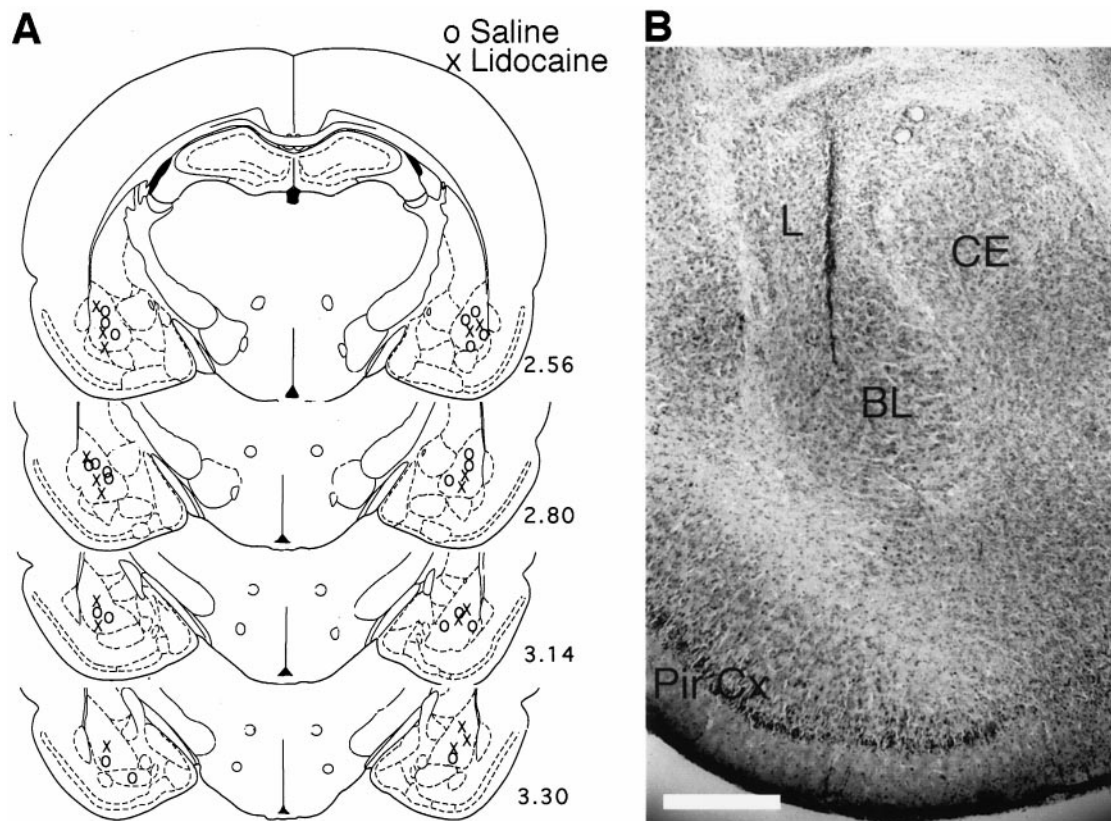 A
o Saline
x Lidocaine
2.56
2.80
3.14
3.30
B
L
CE
BL
Pir Cx